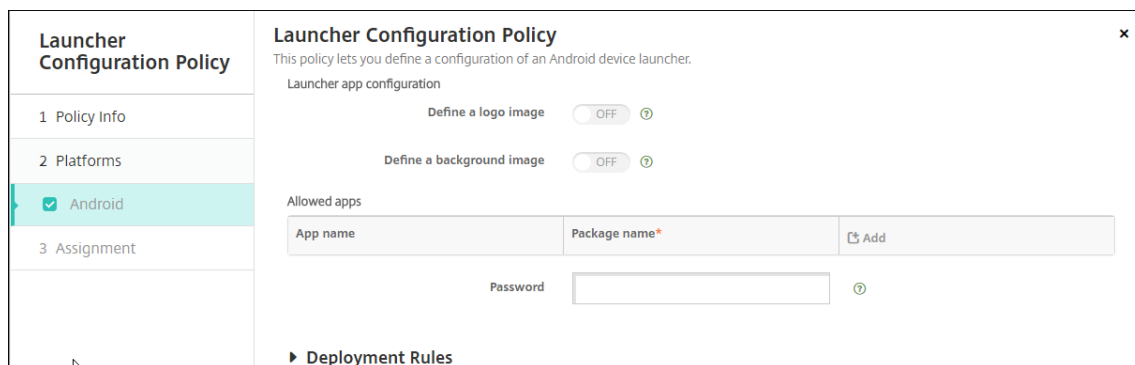 Launcher
Configuration Policy
1 Policy Info
2 Platforms
Android
3 Assignment
Launcher Configuration Policy
This policy lets you define a configuration of an Android device launcher.
Launcher app configuration
Define a logo image OFF
Define a background image OFF
Allowed apps
App name Package name* Add
Password
Deployment Rules